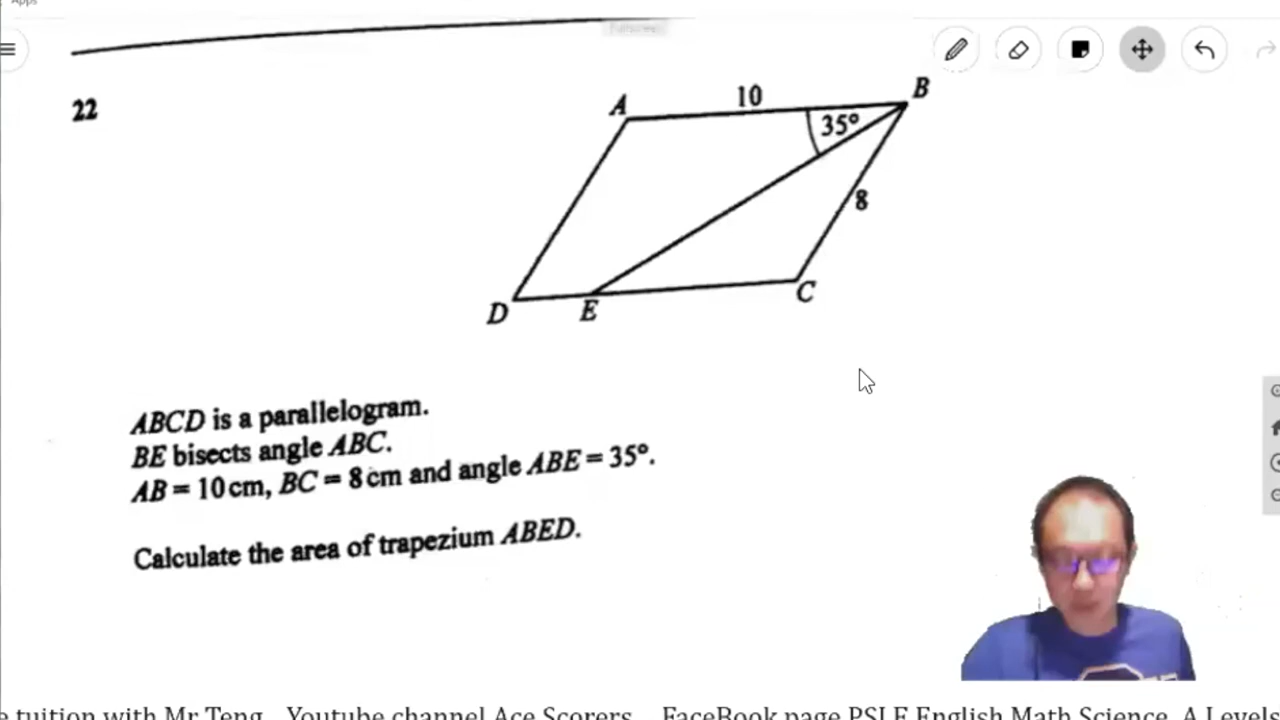 Apps
22
A
10
B
35°
8
D
E
C
ABCD is a parallelogram.
BE bisects angle ABC.
AB = 10 cm, BC = 8 cm and angle ABE = 35°.
Calculate the area of trapezium ABED.
e tuition with Mr Teng Youtube channel Ace Scorers FaceBook page PSLE English Math Science A Levels